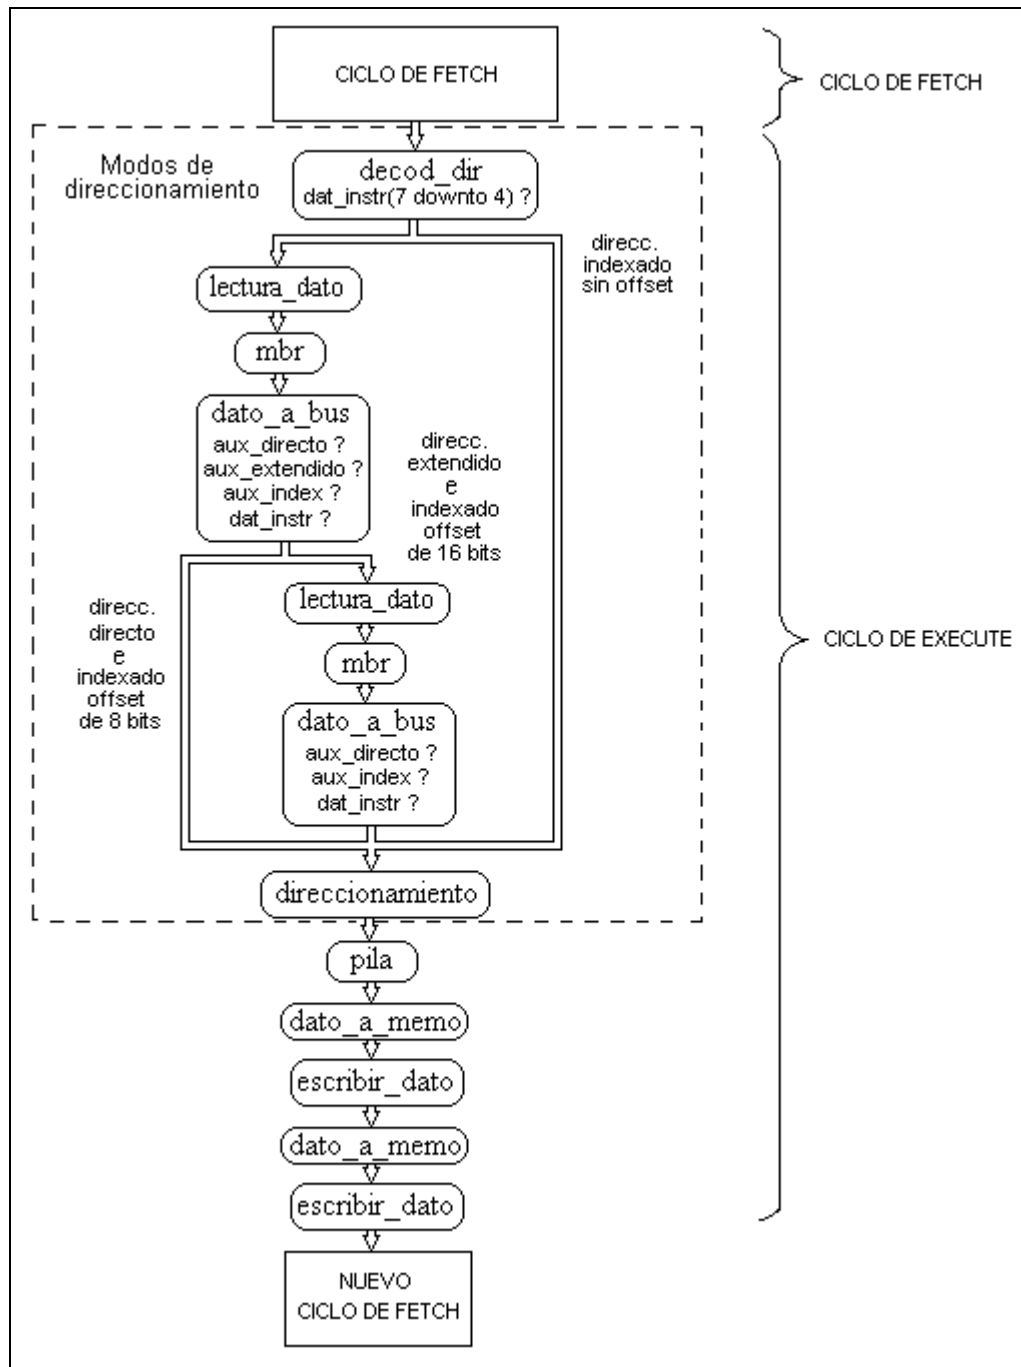 CICLO DE FETCH
CICLO DE FETCH
Modos de
direccionamiento
decod_dir
dat_instr(7 downto 4) ?
direcc.
indexado
sin offset
lectura_dato
mbr
dato_a_bus
aux_directo ?
aux_extendido ?
aux_index ?
dat_instr ?
direcc.
extendido
e
indexado
offset
de 16 bits
direcc.
directo
e
indexado
offset
de 8 bits
lectura_dato
mbr
dato_a_bus
aux_directo ?
aux_index ?
dat_instr ?
CICLO DE EXECUTE
direccionamiento
pila
dato_a_memo
escribir_dato
dato_a_memo
escribir_dato
NUEVO
CICLO DE FETCH